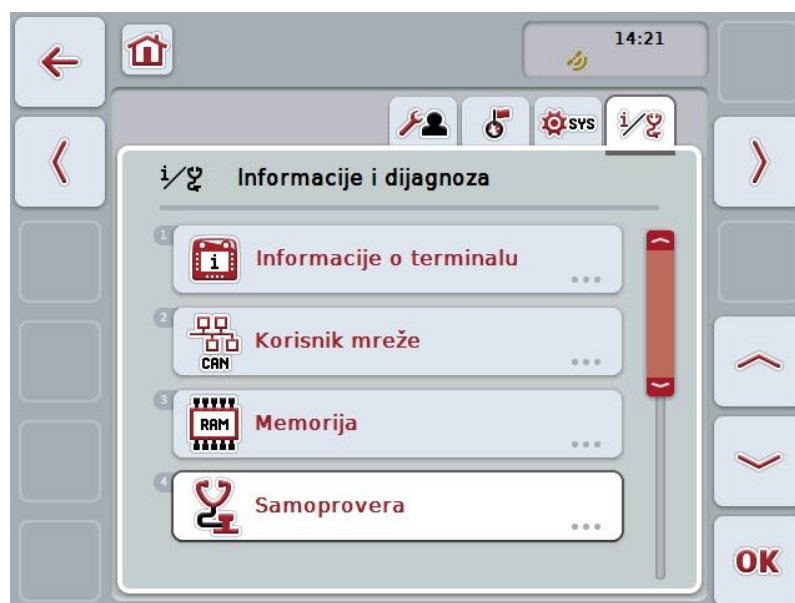 14:21
SYS
i
Informacije i dijagnoza
1
Informacije o terminalu
2
Korisnik mreže
CAN
3
RAM
Memorija
4
Samoprovera
OK